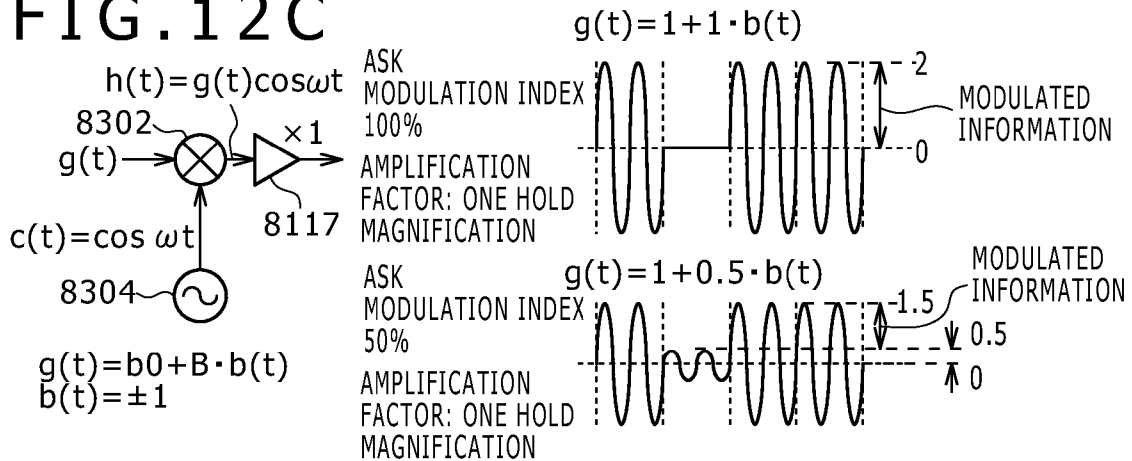 FIG.12C
h(t)=g(t)cosωt
8302
×1
g(t)
8117
c(t)=cos ωt
8304
g(t)=b0+B·b(t)
b(t)=±1
ASK
MODULATION INDEX
100%
AMPLIFICATION
FACTOR: ONE HOLD
MAGNIFICATION
g(t)=1+1·b(t)
2
0
MODULATED
INFORMATION
ASK
MODULATION INDEX
50%
AMPLIFICATION
FACTOR: ONE HOLD
MAGNIFICATION
g(t)=1+0.5·b(t)
1.5
MODULATED
INFORMATION
0.5
0